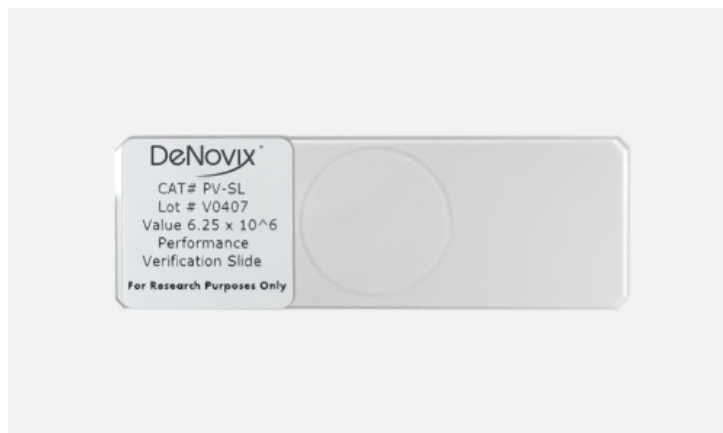 DeNovix
CAT# PV-SL
Lot # V0407
Value 6.25 x 10^6
Performance
Verification Slide
For Research Purposes Only